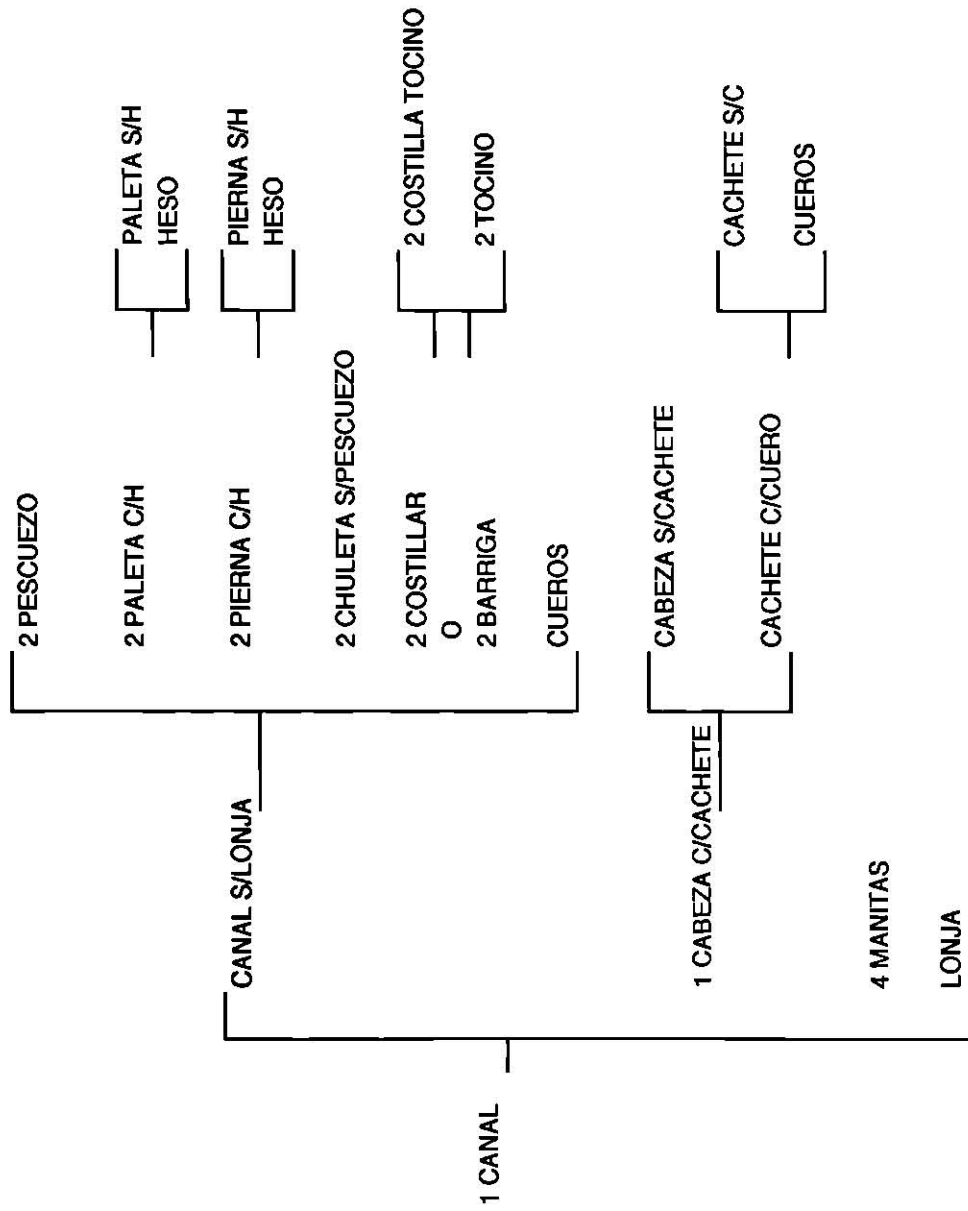 1 CANAL
CANAL S/LONJA
2 PESCUEZO
2 PALETA C/H
PALETA S/H
HESO
2 PIERNA C/H
PIERNA S/H
HESO
2 CHULETA S/PESCUEZO
2 COSTILLAR
O
2 BARRIGA
2 COSTILLA TOCINO
2 TOCINO
CUEROS
1 CABEZA C/CACHETE
CABEZA S/CACHETE
CACHETE C/CUERO
CACHETE S/C
CUEROS
4 MANITAS
LONJA